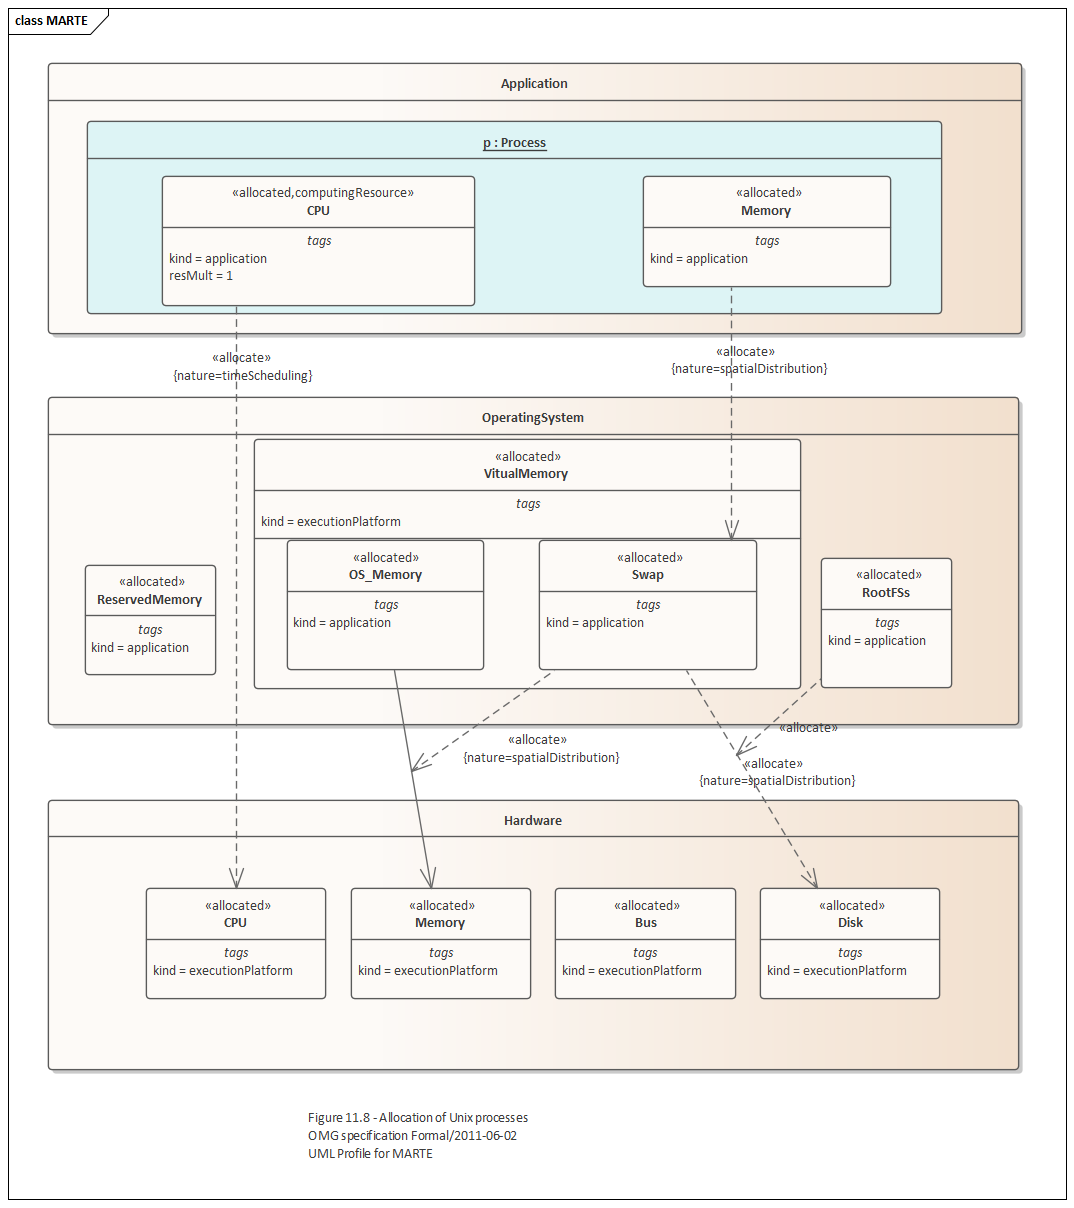 class MARTE
Application
p : Process
«allocated,computingResource»
CPU
tags
kind = application
resMult = 1
«allocated»
Memory
tags
kind = application
«allocate»
{nature=timeScheduling}
«allocate»
{nature=spatialDistribution}
OperatingSystem
«allocated»
VitualMemory
tags
kind = executionPlatform
«allocated»
ReservedMemory
tags
kind = application
«allocated»
OS_Memory
tags
kind = application
«allocated»
Swap
tags
kind = application
«allocated»
RootFSs
tags
kind = application
«allocate»
{nature=spatialDistribution}
«allocate»
«allocate»
{nature=spatialDistribution}
Hardware
«allocated»
CPU
tags
kind = executionPlatform
«allocated»
Memory
tags
kind = executionPlatform
«allocated»
Bus
tags
kind = executionPlatform
«allocated»
Disk
tags
kind = executionPlatform
Figure 11.8 - Allocation of Unix processes
OMG specification Formal/2011-06-02
UML Profile for MARTE